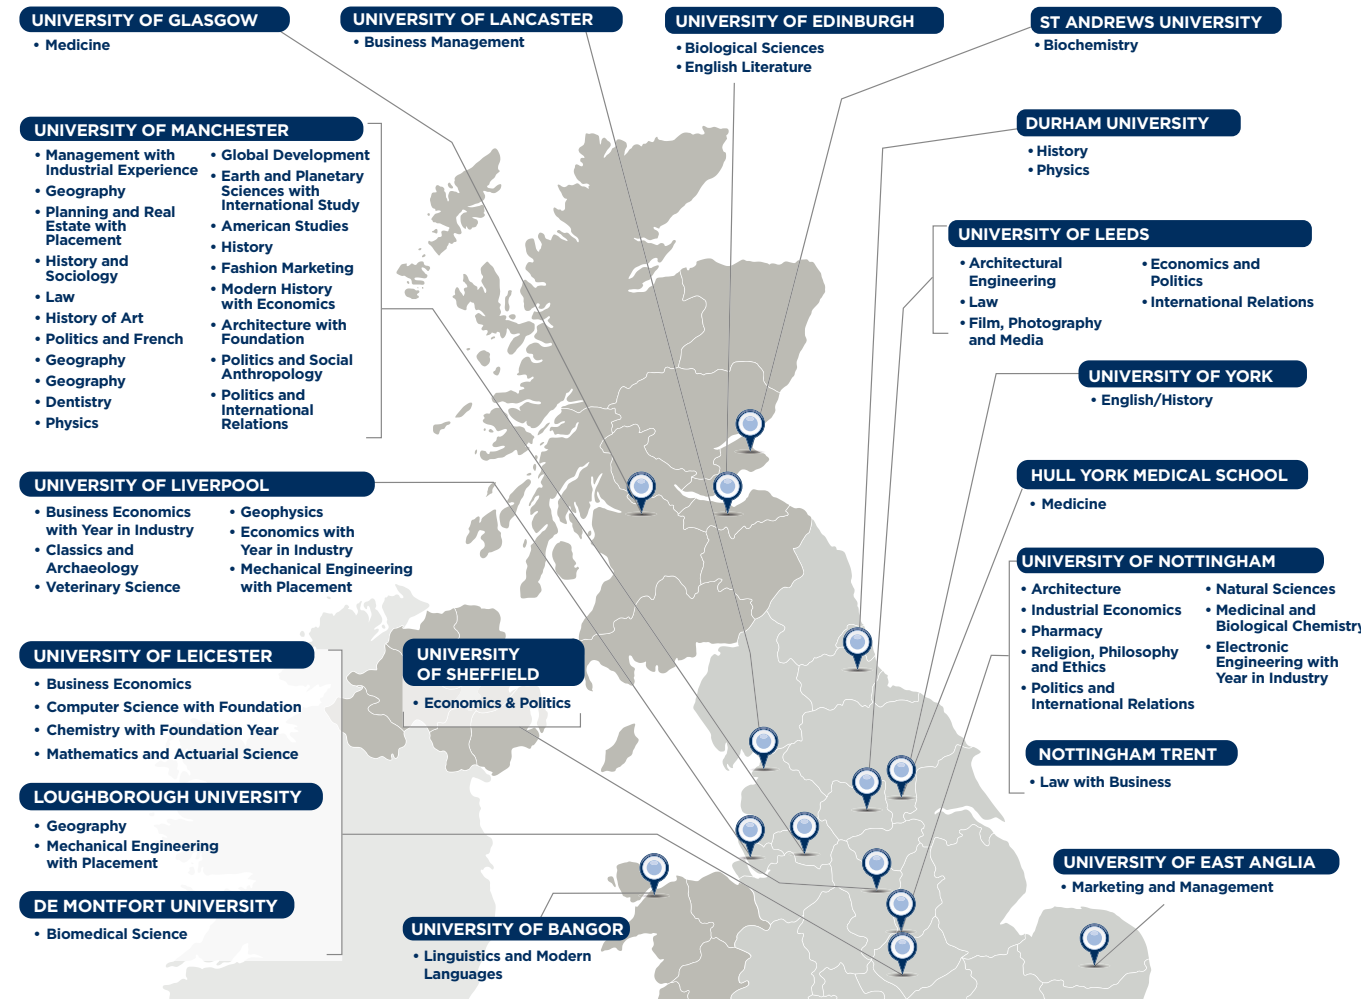 UNIVERSITY OF GLASGOW
• Medicine
UNIVERSITY OF LANCASTER
• Business Management
UNIVERSITY OF EDINBURGH
• Biological Sciences
• English Literature
ST ANDREWS UNIVERSITY
• Biochemistry
UNIVERSITY OF MANCHESTER
• Management with
Industrial Experience
• Geography
• Planning and Real
Estate with
Placement
• History and
Sociology
• Law
• History of Art
• Politics and French
• Geography
• Geography
• Dentistry
• Physics
• Global Development
• Earth and Planetary
Sciences with
International Study
• American Studies
• History
• Fashion Marketing
• Modern History
with Economics
• Architecture with
Foundation
• Politics and Social
Anthropology
• Politics and
International
Relations
DURHAM UNIVERSITY
• History
• Physics
UNIVERSITY OF LEEDS
• Architectural
Engineering
• Law
• Film, Photography
and Media
• Economics and
Politics
• International Relations
UNIVERSITY OF YORK
• English/History
HULL YORK MEDICAL SCHOOL
• Medicine
UNIVERSITY OF LIVERPOOL
• Business Economics
with Year in Industry
• Classics and
Archaeology
• Veterinary Science
• Geophysics
• Economics with
Year in Industry
• Mechanical Engineering
with Placement
UNIVERSITY OF NOTTINGHAM
• Architecture
• Industrial Economics
• Pharmacy
• Religion, Philosophy
and Ethics
• Politics and
International Relations
• Natural Sciences
• Medicinal and
Biological Chemistry
• Electronic
Engineering with
Year in Industry
NOTTINGHAM TRENT
• Law with Business
UNIVERSITY OF LEICESTER
• Business Economics
• Computer Science with Foundation
• Chemistry with Foundation Year
• Mathematics and Actuarial Science
UNIVERSITY
OF SHEFFIELD
• Economics & Politics
LOUGHBOROUGH UNIVERSITY
• Geography
• Mechanical Engineering
with Placement
DE MONTFORT UNIVERSITY
• Biomedical Science
UNIVERSITY OF BANGOR
• Linguistics and Modern
Languages
UNIVERSITY OF EAST ANGLIA
• Marketing and Management